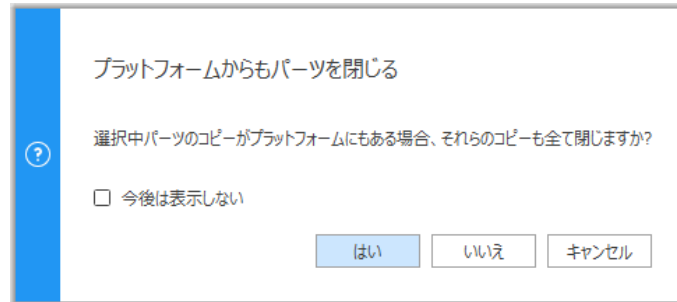 プラットフォームからもパーツを閉じる
選択中パーツのコピーがプラットフォームにもある場合、それらのコピーも全て閉じますか?
今後は表示しない
はい いいえ キャンセル